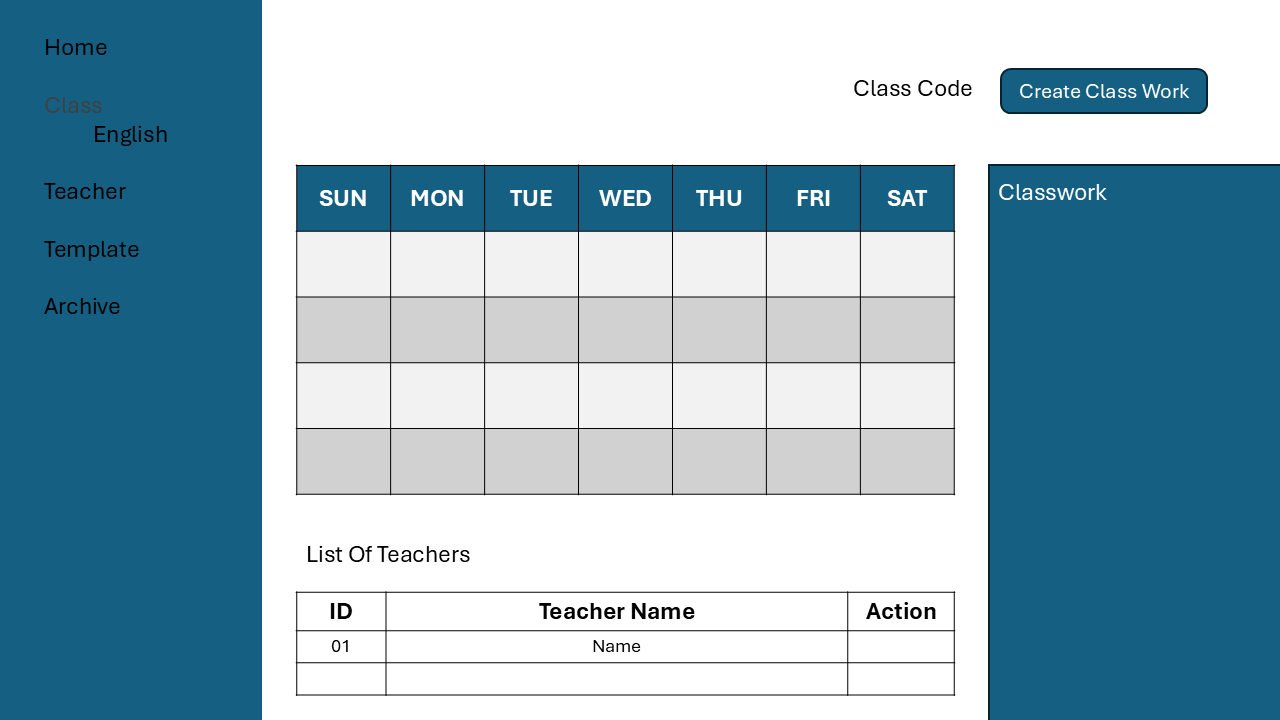 Home
Class
English
Teacher
Template
Archive
Class Code
Create Class Work
SUN MON TUE WED THU FRI SAT
Classwork
List Of Teachers
ID Teacher Name Action
01 Name